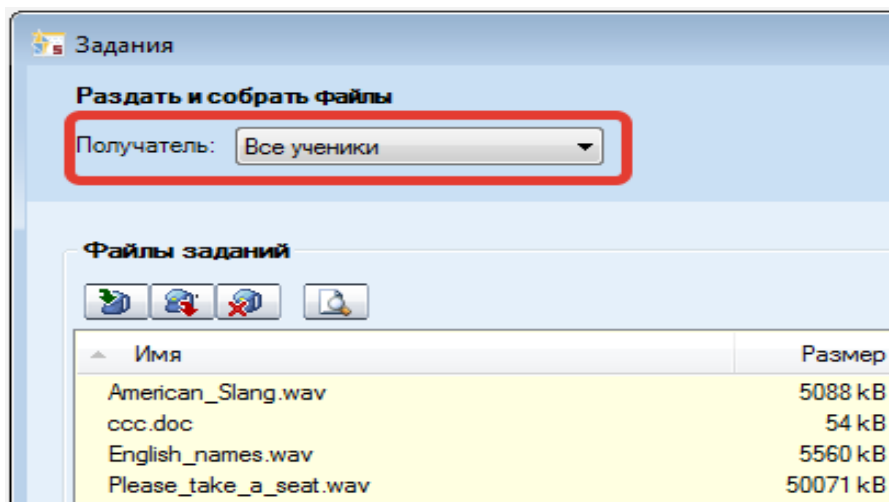 Задания
Раздать и собрать файлы
Получатель: Все ученики
Файлы заданий
Имя Размер
American_Slang.wav 5088 kB
ccc.doc 54 kB
English_names.wav 5560 kB
Please_take_a_seat.wav 50071 kB